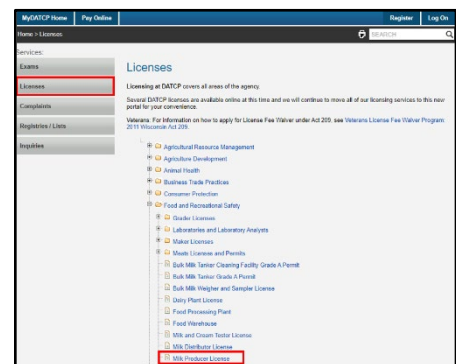 MyDATCP Home Pay Online Register Log On
Home > Licenses SEARCH
Services:
Exams
Licenses
Complaints
Registries / Lists
Inquiries
Licenses
Licensing at DATCP covers all areas of the agency.
Several DATCP licenses are available online at this time and we will continue to move all of our licensing services to this new
portal for your convenience.
Veterans. For Information on how to apply for License Fee Waiver under Act 209, see Veterans License Fee Waiver Program
2011 Wisconsin Act 209.
Agricultural Resource Management
Agriculture Development
Animal Health
Business Trade Practices
Consumer Protection
Food and Recreational Safety
Grader Licenses
Laboratories and Laboratory Analysts
Maker Licenses
Meats Licenses and Permits
Bulk Milk Tanker Cleaning Facility Grade A Permit
Bulk Milk Tanker Grade A Permit
Bulk Milk Weigher and Sampler License
Dairy Plant License
Food Processing Plant
Food Warehouse
Milk and Cream Tester License
Milk Distributor License
Milk Producer License